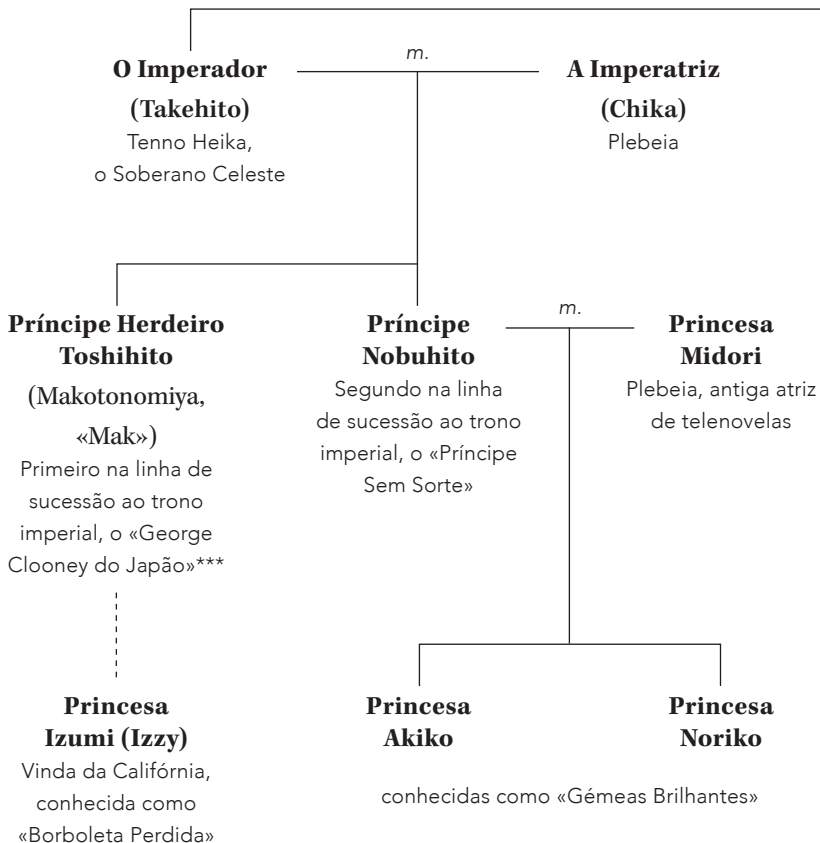 m.
O Imperador
(Takehito)
Tenno Heika,
o Soberano Celeste
A Imperatriz
(Chika)
Plebeia
Príncipe Herdeiro
Toshihito
(Makotonomiya,
«Mak»)
Primeiro na linha de
sucessão ao trono
imperial, o «George
Clooney do Japão»***
Príncipe
Nobuhito
Segundo na linha
de sucessão ao trono
imperial, o «Príncipe
Sem Sorte»
m.
Princesa
Midori
Plebeia, antiga atriz
de telenovelas
Princesa
Izumi (Izzy)
Vinda da Califórnia,
conhecida como
«Borboleta Perdida»
Princesa
Akiko
Princesa
Noriko
conhecidas como «Gémeas Brilhantes»